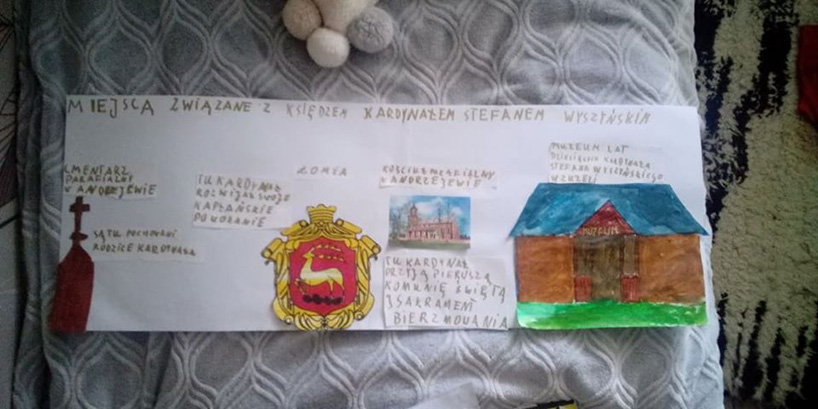 MIEJSCA ZWIĄZANE Z KSIĘDZEM KARDYNAŁEM STEFANEM WYSZYŃSKIM
CMENTARZ
PARAFIALNY
W ANDRZEJEWIE
SĄ TU POCHOWANI
RODZICE KARDYNAŁA
TU KARDYNAŁ
ROZWIJAŁ SWOJE
KAPŁAŃSKIE
POWOŁANIE
ŁOMŻA
KOŚCIÓŁ PARAFIALNY
W ANDRZEJEWIE
TU KARDYNAŁ
PRZYJĄ PIERWSZĄ
KOMUNIĘ ŚWIĘTĄ
I SAKRAMENT
BIERZMOWANIA
MUZEUM LAT
DZIECIĘCYCH KARDYNAŁA
STEFANA WYSZYŃSKIEGO
W ZUZELI
MUZEUM